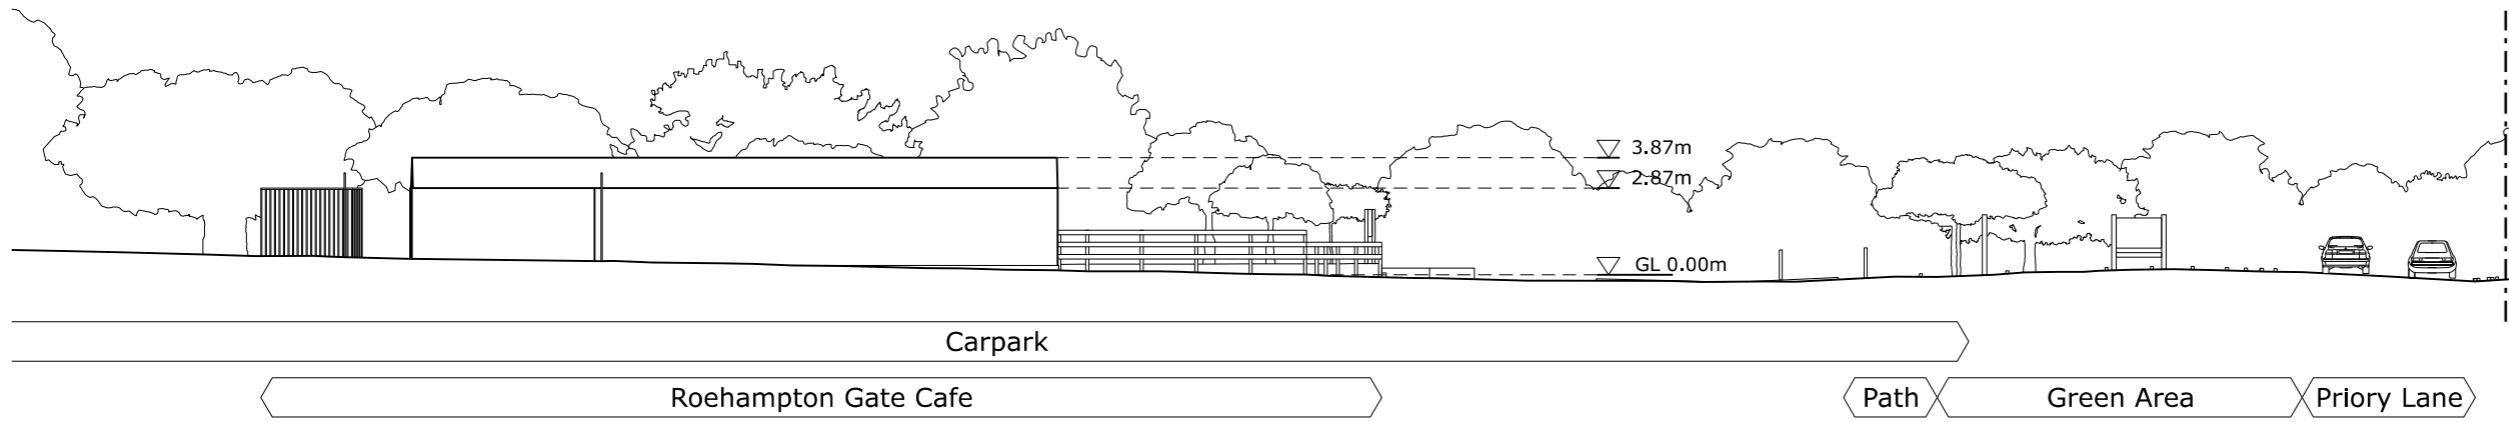 3.87m
2.87m
GL 0.00m
Carpark
Roehampton Gate Cafe
Path
Green Area
Priory Lane